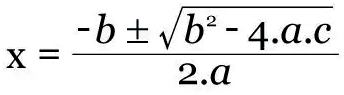 x = -b ± √b² - 4.a.c / 2.a